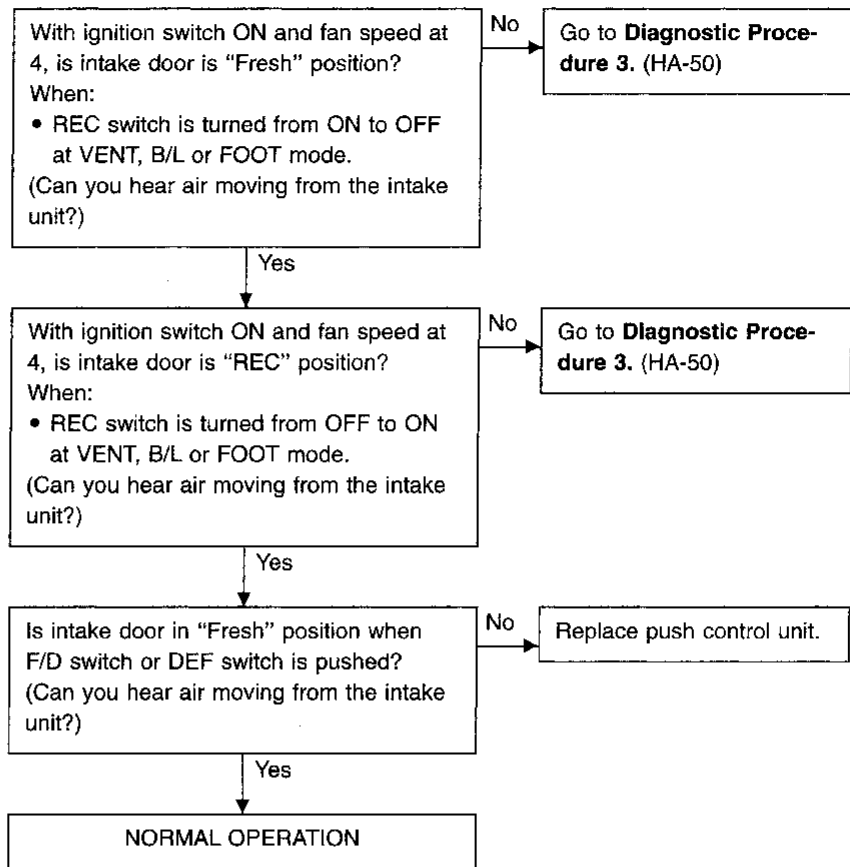 With ignition switch ON and fan speed at
4, is intake door is “Fresh” position?
When:
• REC switch is turned from ON to OFF
at VENT, B/L or FOOT mode.
(Can you hear air moving from the intake
unit?)
No
Go to Diagnostic Proce-
dure 3. (HA-50)
Yes
With ignition switch ON and fan speed at
4, is intake door is “REC” position?
When:
• REC switch is turned from OFF to ON
at VENT, B/L or FOOT mode.
(Can you hear air moving from the intake
unit?)
No
Go to Diagnostic Proce-
dure 3. (HA-50)
Yes
Is intake door in “Fresh” position when
F/D switch or DEF switch is pushed?
(Can you hear air moving from the intake
unit?)
No
Replace push control unit.
Yes
NORMAL OPERATION